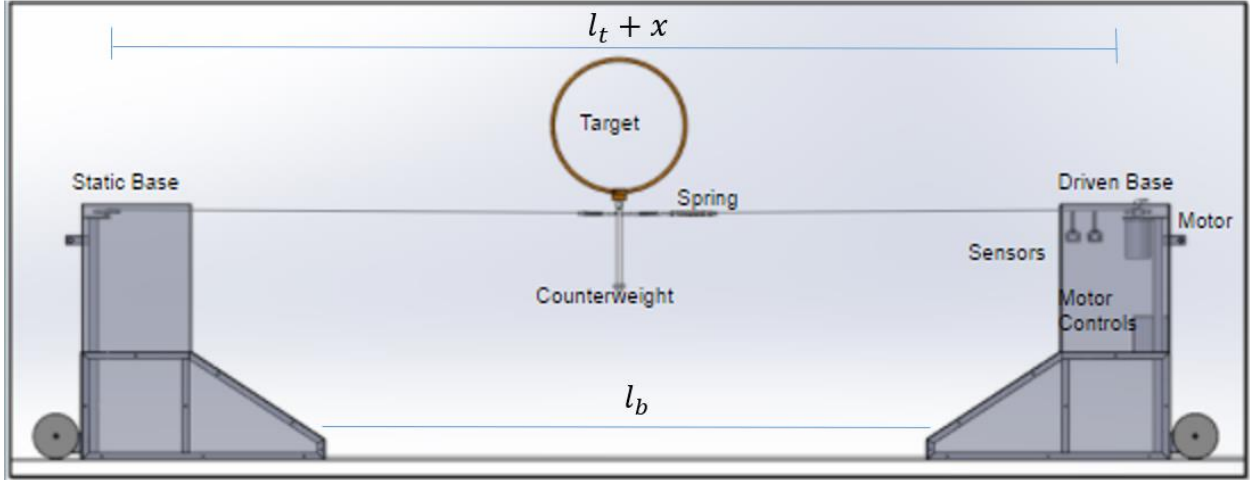 l_t + x
Target
Static Base
Spring
Driven Base
Motor
Sensors
Counterweight
Motor
Controls
l_b